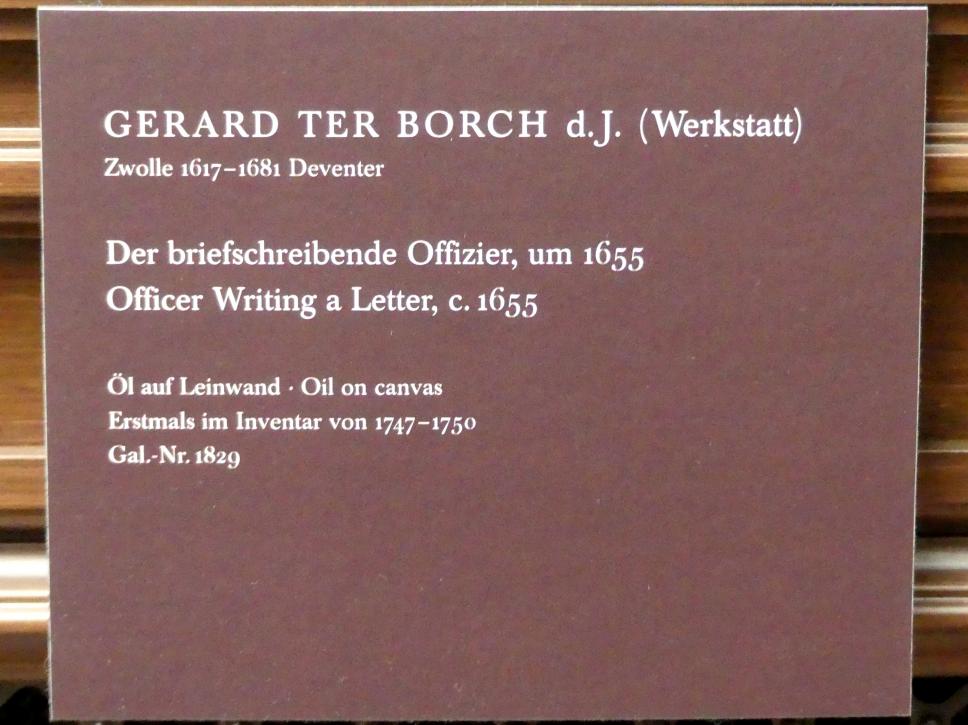 GERARD TER BORCH d.J. (Werkstatt)
Zwolle 1617–1681 Deventer
Der briefschreibende Offizier, um 1655
Officer Writing a Letter, c. 1655
Öl auf Leinwand · Oil on canvas
Erstmals im Inventar von 1747–1750
Gal.-Nr. 1829